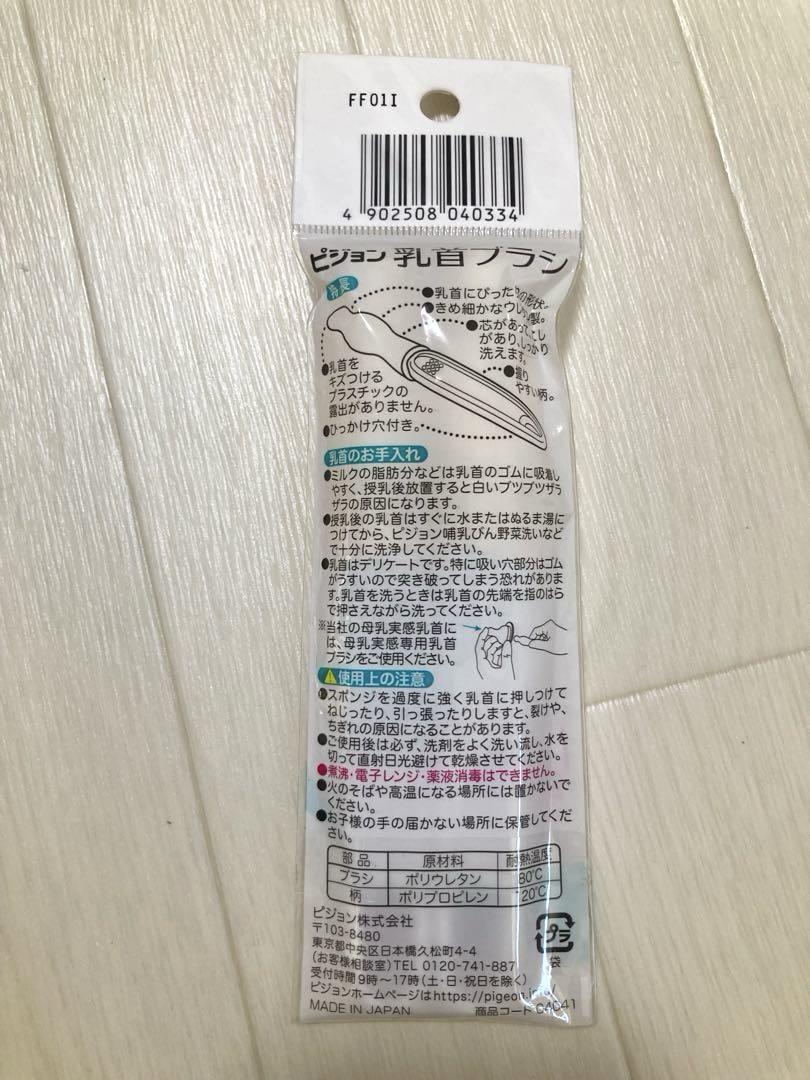 FF01I
4 902508 040334
ピジョン 乳首ブラシ
特長
●乳首にぴったりの形状。
●きめ細かなウレタン製。
●芯があって、こし
があり、しっかり
洗えます。
●握り
やすい柄。
●乳首を
キズつける
プラスチックの
露出がありません。
●ひっかけ穴付き。
乳首のお手入れ
●ミルクの脂肪分などは乳首のゴムに吸着し
やすく、授乳後放置すると白いブツブツザラ
ザラの原因になります。
●授乳後の乳首はすぐに水またはぬるま湯に
つけてから、ピジョン哺乳びん野菜洗いなど
で十分に洗浄してください。
●乳首はデリケートです。特に吸い穴部分はゴム
がうすいので突き破ってしまう恐れがありま
す。乳首を洗うときは乳首の先端を指のはら
で押さえながら洗ってください。
※当社の母乳実感乳首に
は、母乳実感専用乳首
ブラシをご使用ください。
使用上の注意
●スポンジを過度に強く乳首に押しつけて
ねじったり、引っ張ったりしますと、裂けや、
ちぎれの原因になることがあります。
●ご使用後は必ず、洗剤をよく洗い流し、水を
切って直射日光避けて乾燥させてください。
●煮沸・電子レンジ・薬液消毒はできません。
●火のそばや高温になる場所には置かないで
ください。
●お子様の手の届かない場所に保管してくだ
さい。
部品 原材料 耐熱温度
ブラシ ポリウレタン 80℃
柄 ポリプロピレン 120℃
ピジョン株式会社
〒103-8480
東京都中央区日本橋久松町4-4
(お客様相談室)TEL 0120-741-887
受付時間9時～17時(土・日・祝日を除く)
ピジョンホームページはhttps://pigeon.info/
MADE IN JAPAN 商品コード 04041
プラ
袋